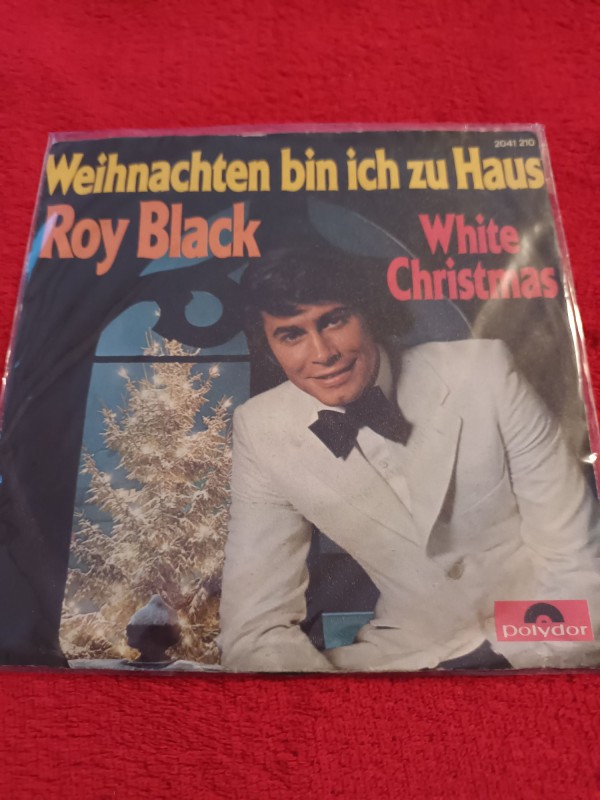 2041 210
Weihnachten bin ich zu Haus
Roy Black
White
Christmas
polydor